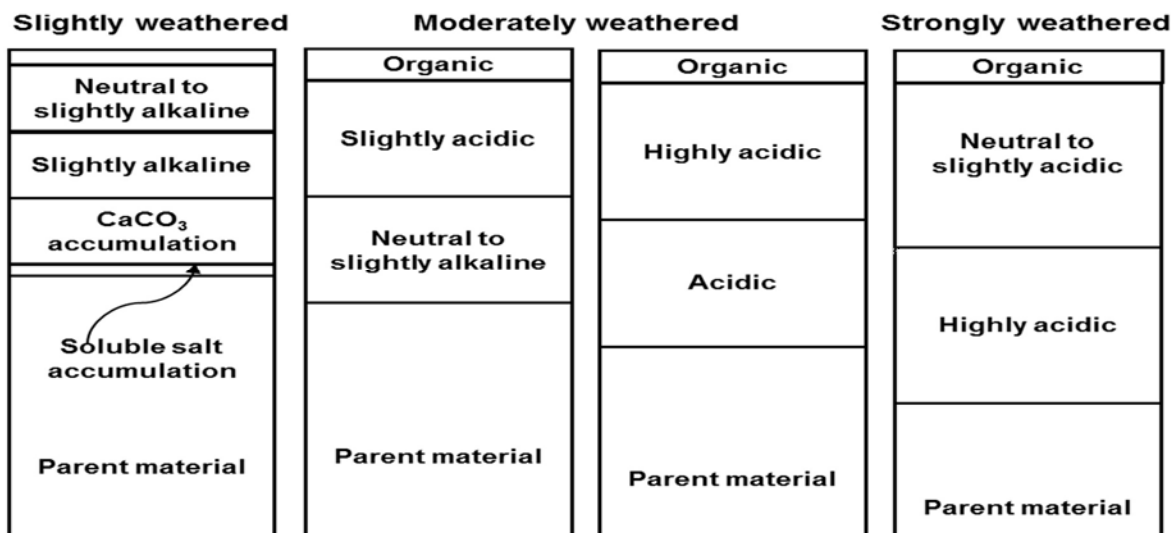 Slightly weathered
Moderately weathered
Strongly weathered
Neutral to
slightly alkaline
Slightly alkaline
CaCO₃
accumulation
Soluble salt
accumulation
Parent material
Organic
Slightly acidic
Neutral to
slightly alkaline
Parent material
Organic
Highly acidic
Acidic
Parent material
Organic
Neutral to
slightly acidic
Highly acidic
Parent material